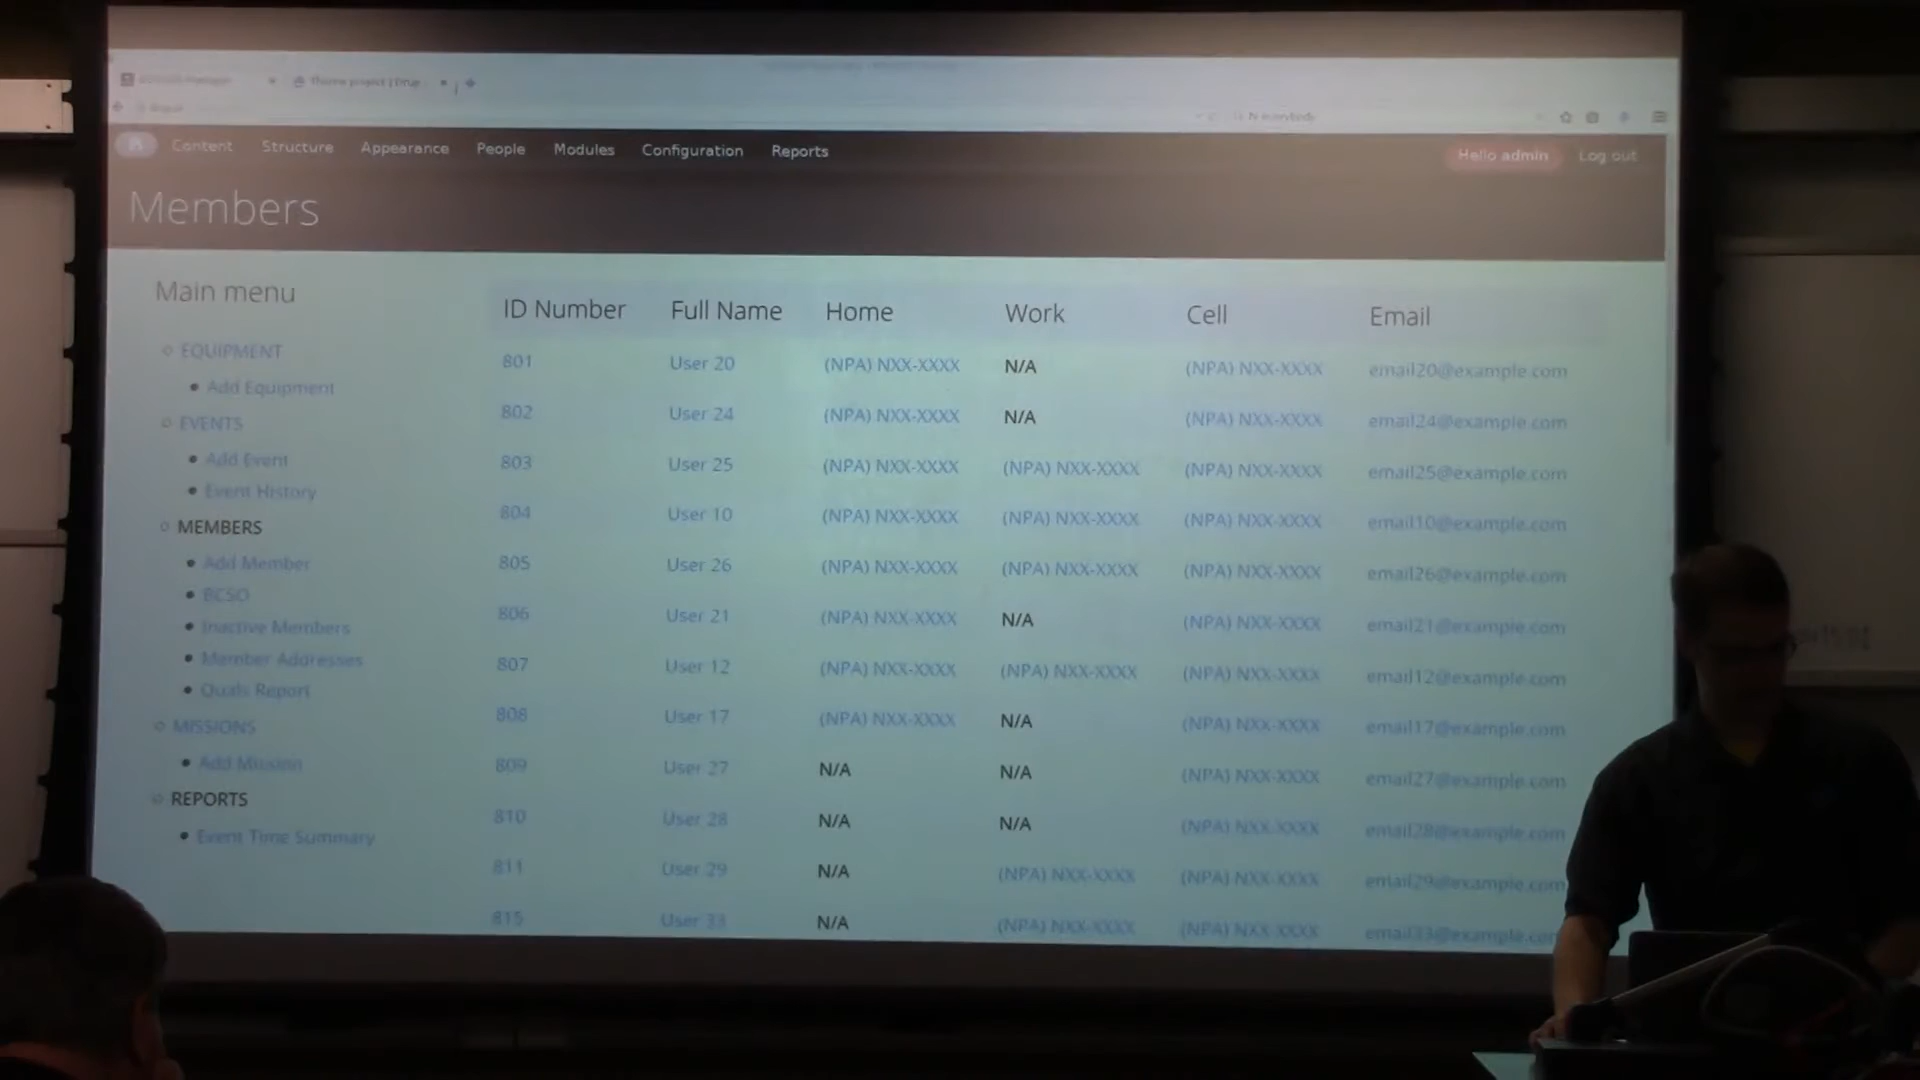 Content Structure Appearance People Modules Configuration Reports Hello admin Log out
Members
Main menu
EQUIPMENT
Add Equipment
EVENTS
Add Event
Event History
MEMBERS
Add Member
BCSO
Inactive Members
Member Addresses
Quals Report
MISSIONS
Add Mission
REPORTS
Event Time Summary
ID Number Full Name Home Work Cell Email
801 User 20 (NPA) NXX-XXXX N/A (NPA) NXX-XXXX email20@example.com
802 User 24 (NPA) NXX-XXXX N/A (NPA) NXX-XXXX email24@example.com
803 User 25 (NPA) NXX-XXXX (NPA) NXX-XXXX (NPA) NXX-XXXX email25@example.com
804 User 10 (NPA) NXX-XXXX (NPA) NXX-XXXX (NPA) NXX-XXXX email10@example.com
805 User 26 (NPA) NXX-XXXX (NPA) NXX-XXXX (NPA) NXX-XXXX email26@example.com
806 User 21 (NPA) NXX-XXXX N/A (NPA) NXX-XXXX email21@example.com
807 User 12 (NPA) NXX-XXXX (NPA) NXX-XXXX (NPA) NXX-XXXX email12@example.com
808 User 17 (NPA) NXX-XXXX N/A (NPA) NXX-XXXX email17@example.com
809 User 27 N/A N/A (NPA) NXX-XXXX email27@example.com
810 User 28 N/A N/A (NPA) NXX-XXXX email28@example.com
811 User 29 N/A (NPA) NXX-XXXX (NPA) NXX-XXXX email29@example.com
815 User 33 N/A (NPA) NXX-XXXX (NPA) NXX-XXXX email33@example.com